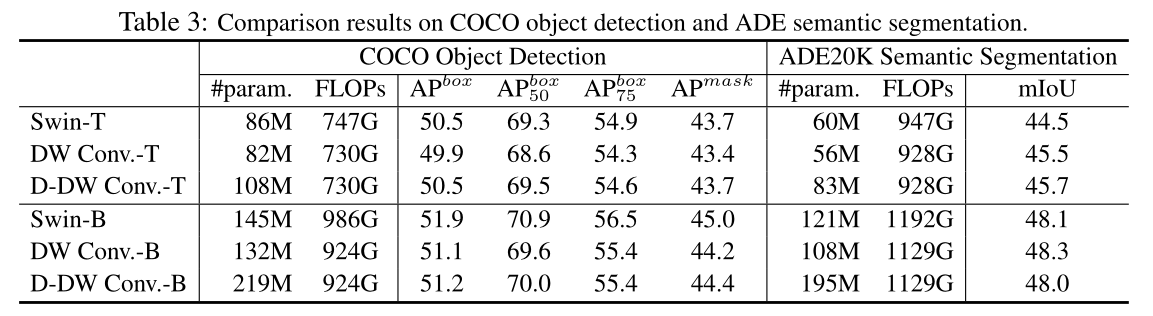 Table 3: Comparison results on COCO object detection and ADE semantic segmentation.
COCO Object Detection ADE20K Semantic Segmentation
#param. FLOPs AP^box AP^box_50 AP^box_75 AP^mask #param. FLOPs mIoU
Swin-T 86M 747G 50.5 69.3 54.9 43.7 60M 947G 44.5
DW Conv.-T 82M 730G 49.9 68.6 54.3 43.4 56M 928G 45.5
D-DW Conv.-T 108M 730G 50.5 69.5 54.6 43.7 83M 928G 45.7
Swin-B 145M 986G 51.9 70.9 56.5 45.0 121M 1192G 48.1
DW Conv.-B 132M 924G 51.1 69.6 55.4 44.2 108M 1129G 48.3
D-DW Conv.-B 219M 924G 51.2 70.0 55.4 44.4 195M 1129G 48.0